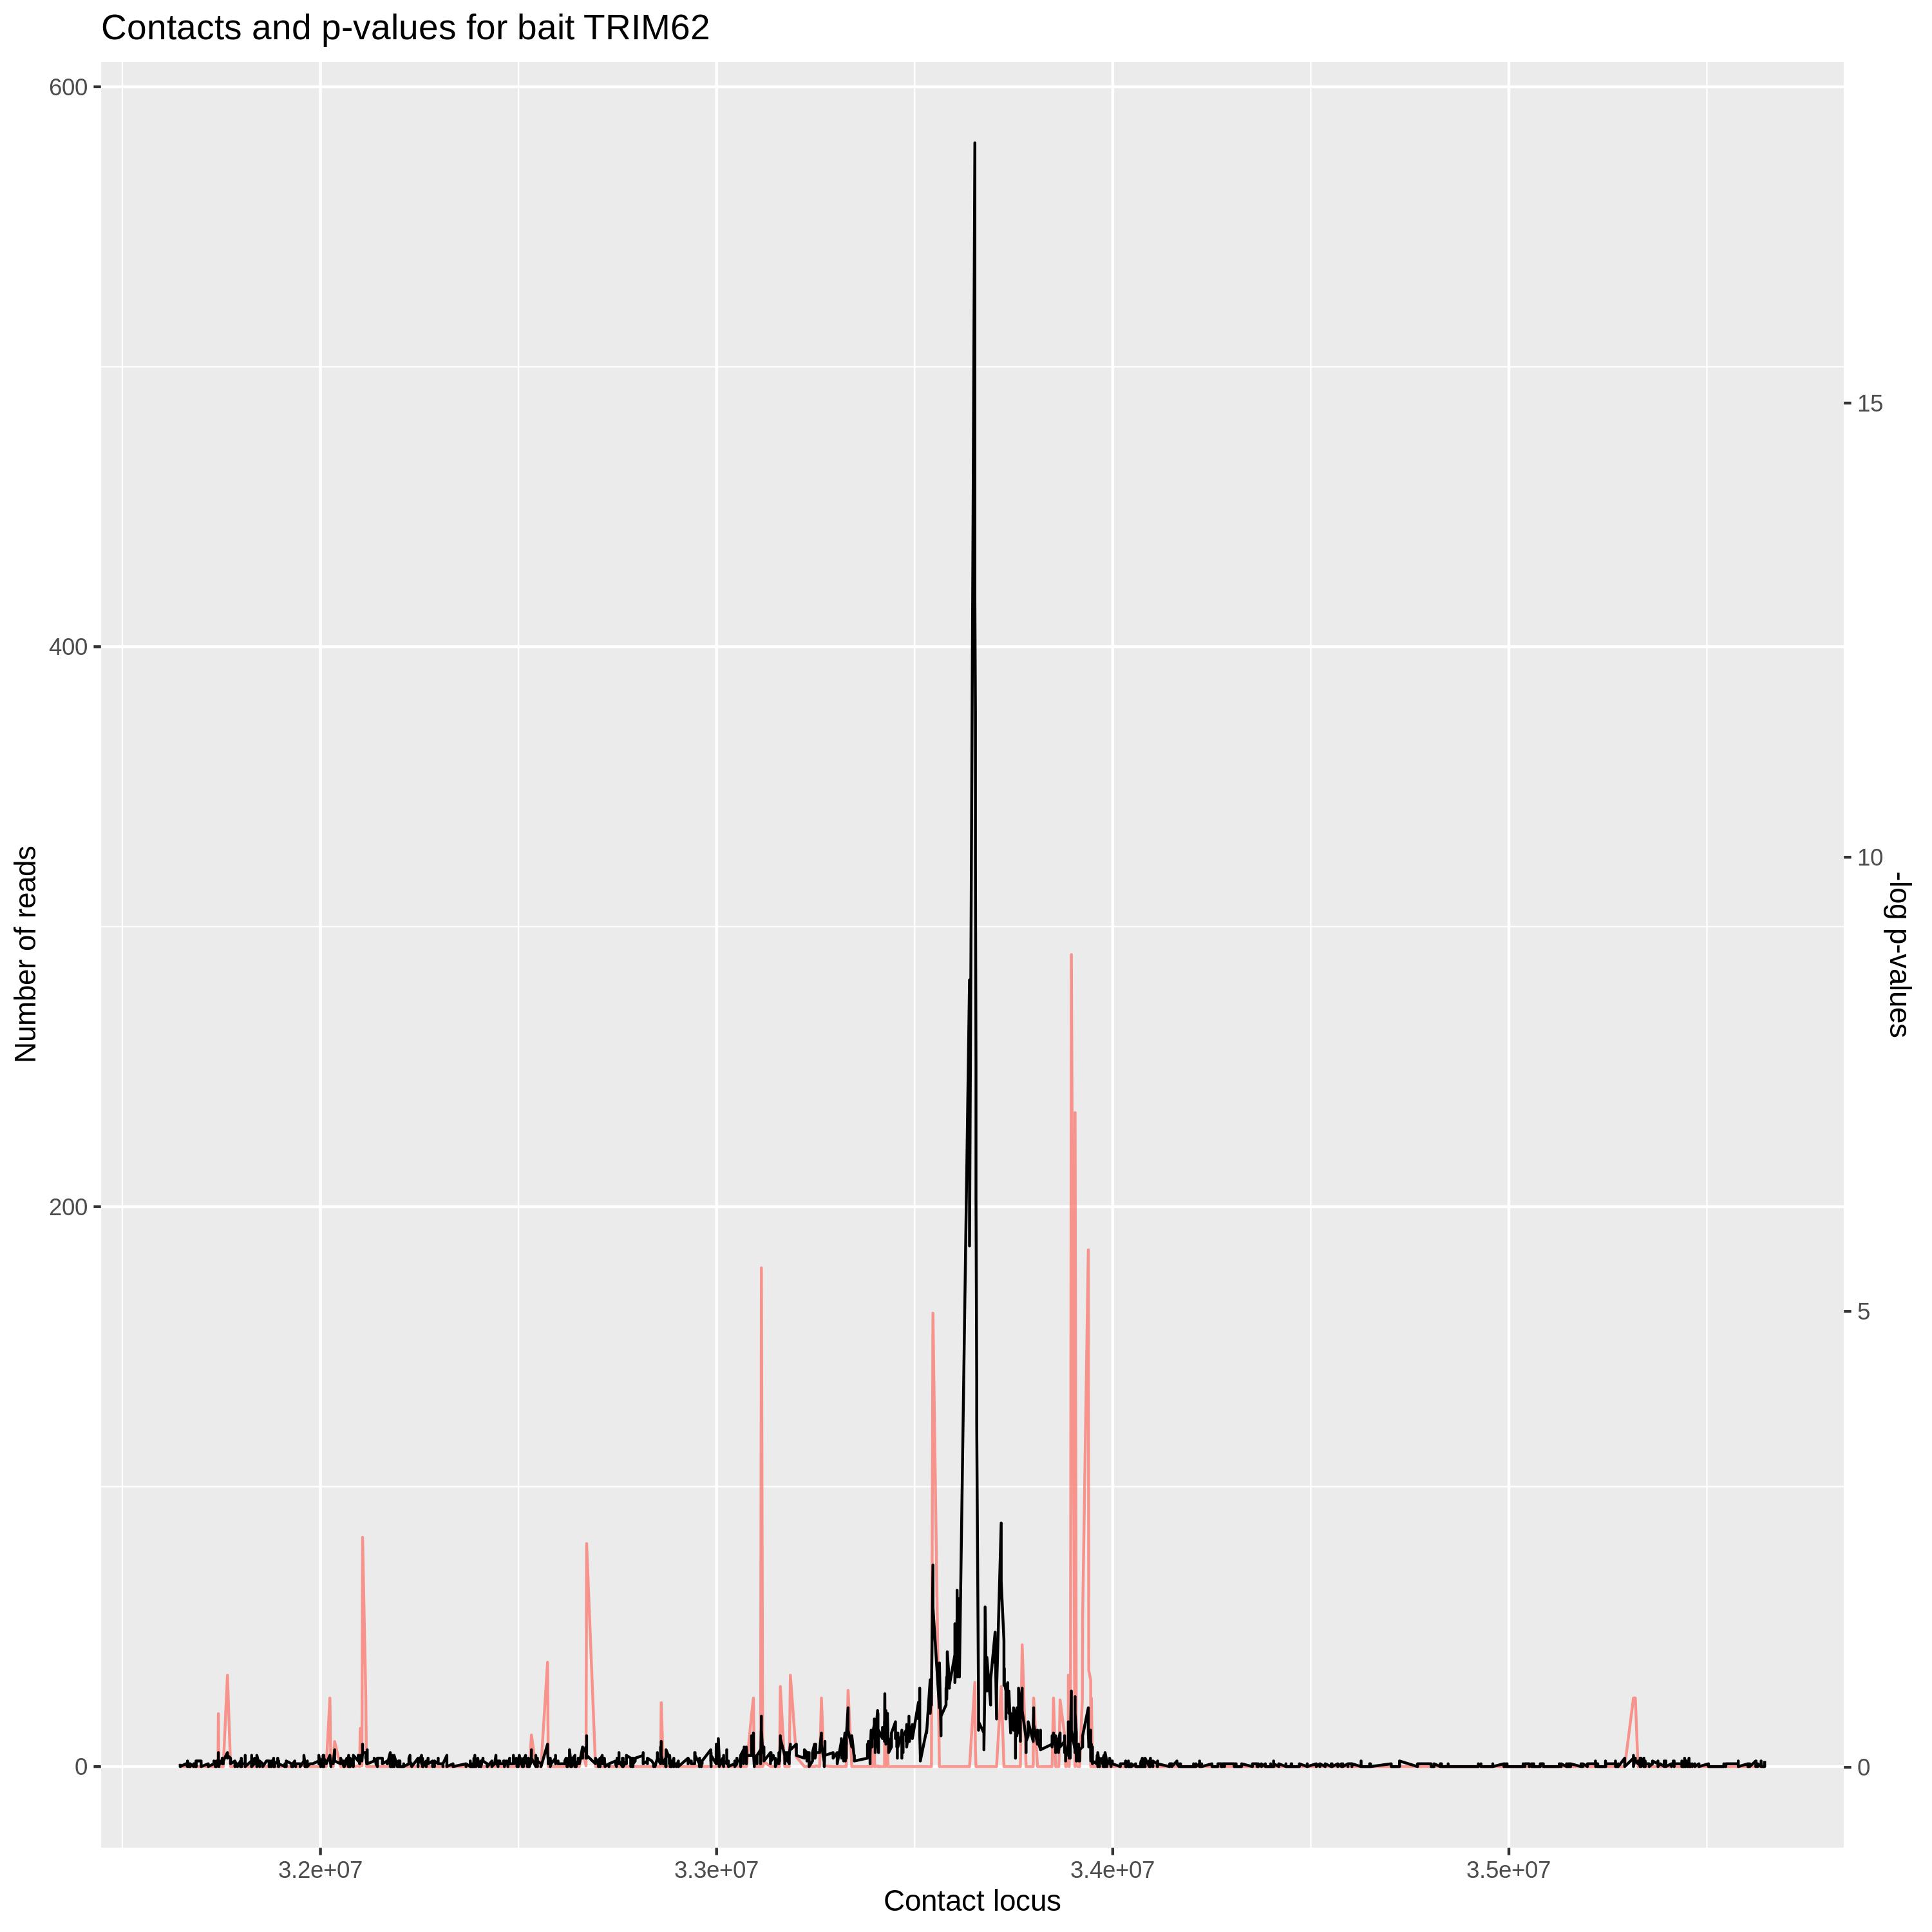 Contacts and p-values for bait TRIM62
600
400
200
0
Number of reads
15
10
5
0
-log p-values
3.2e+07
3.3e+07
3.4e+07
3.5e+07
Contact locus